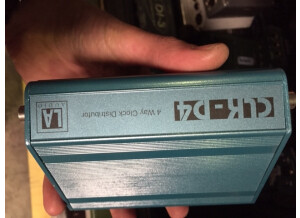 CLK-D4
4 Way Clock Distributor
LA
AUDIO